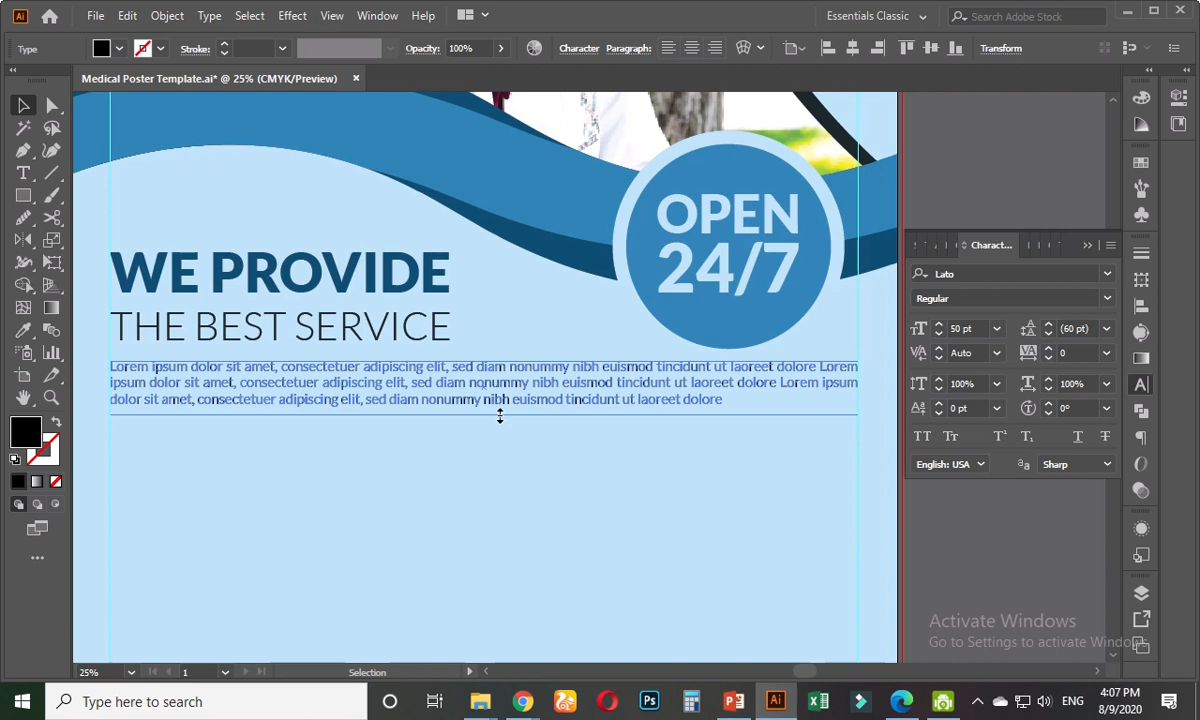 File Edit Object Type Select Effect View Window Help
Essentials Classic
Search Adobe Stock
Type
Stroke:
Opacity: 100%
Character
Paragraph:
Transform
Medical Poster Template.ai* @ 25% (CMYK/Preview)
OPEN
24/7
WE PROVIDE
THE BEST SERVICE
Lorem ipsum dolor sit amet, consectetuer adipiscing elit, sed diam nonummy nibh euismod tincidunt ut laoreet dolore Lorem
ipsum dolor sit amet, consectetuer adipiscing elit, sed diam nonummy nibh euismod tincidunt ut laoreet dolore Lorem ipsum
dolor sit amet, consectetuer adipiscing elit, sed diam nonummy nibh euismod tincidunt ut laoreet dolore
Charact...
Lato
Regular
50 pt (60 pt)
Auto 0
100% 100%
0 pt 0°
English: USA Sharp
Activate Windows
Go to Settings to activate Windows
25% 1 Selection
Type here to search
ENG
4:07 PM
8/9/2020